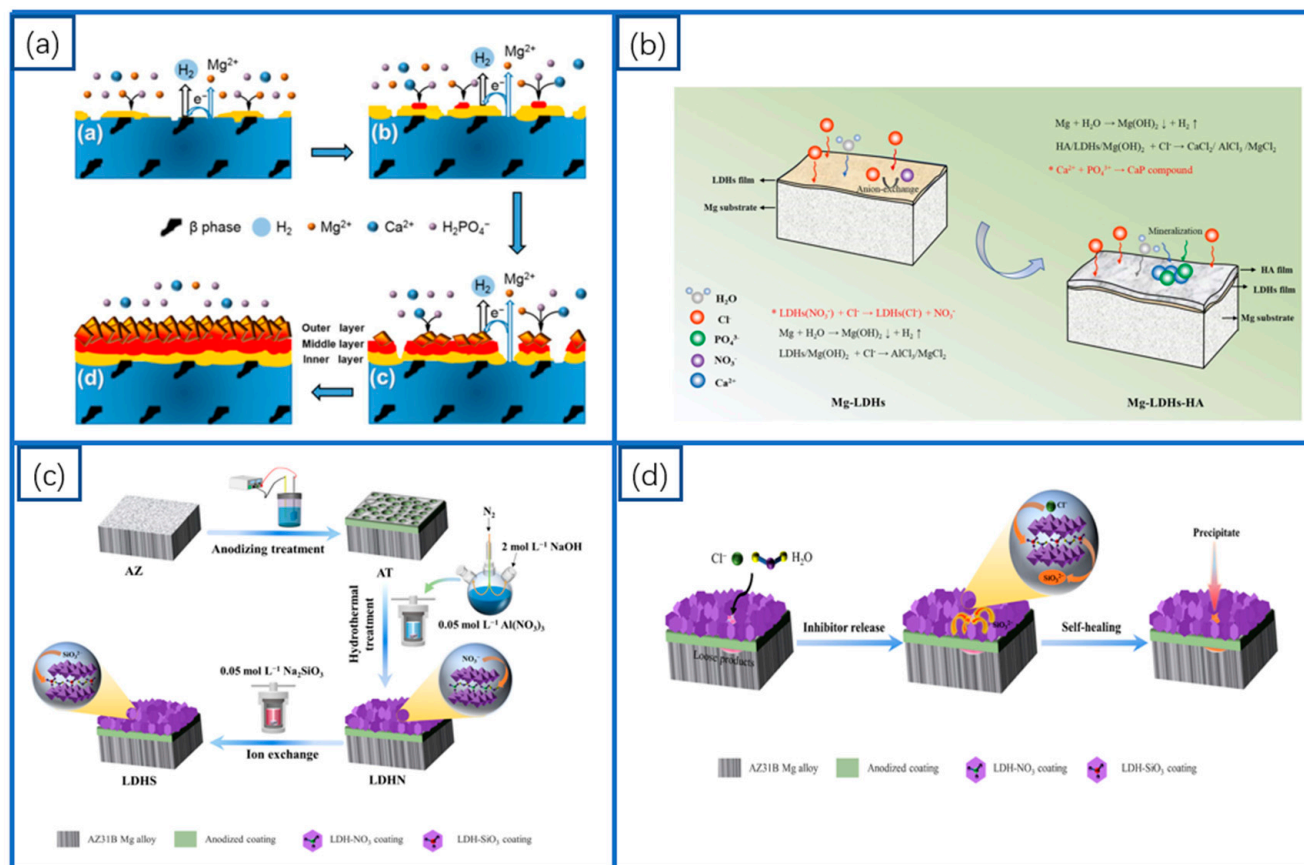 (a)
H₂
Mg²⁺
e⁻
(a)
H₂
Mg²⁺
e⁻
(b)
β phase
H₂
Mg²⁺
Ca²⁺
H₂PO₄⁻
Outer layer
Middle layer
Inner layer
(d)
H₂
Mg²⁺
e⁻
(c)
(b)
Mg + H₂O → Mg(OH)₂ ↓ + H₂ ↑
HA/LDHs/Mg(OH)₂ + Cl⁻ → CaCl₂/ AlCl₃ /MgCl₂
* Ca²⁺ + PO₄³⁺ → CaP compound
LDHs film
Mg substrate
Anion-exchange
Mineralization
HA film
LDHs film
Mg substrate
H₂O
Cl⁻
PO₄³⁻
NO₃⁻
Ca²⁺
* LDHs(NO₃⁻) + Cl⁻ → LDHs(Cl⁻) + NO₃⁻
Mg + H₂O → Mg(OH)₂ ↓ + H₂ ↑
LDHs/Mg(OH)₂ + Cl⁻ → AlCl₃/MgCl₂
Mg-LDHs
Mg-LDHs-HA
(c)
AZ
Anodizing treatment
AT
N₂
2 mol L⁻¹ NaOH
0.05 mol L⁻¹ Al(NO₃)₃
Hydrothermal
treatment
0.05 mol L⁻¹ Na₂SiO₃
SiO₃²⁻
NO₃⁻
Ion exchange
LDHS
LDHN
AZ31B Mg alloy
Anodized coating
LDH-NO₃ coating
LDH-SiO₃ coating
(d)
Cl⁻
H₂O
Loose products
Inhibitor release
Cl⁻
SiO₃²⁻
SiO₃²⁻
Self-healing
Precipitate
AZ31B Mg alloy
Anodized coating
LDH-NO₃ coating
LDH-SiO₃ coating